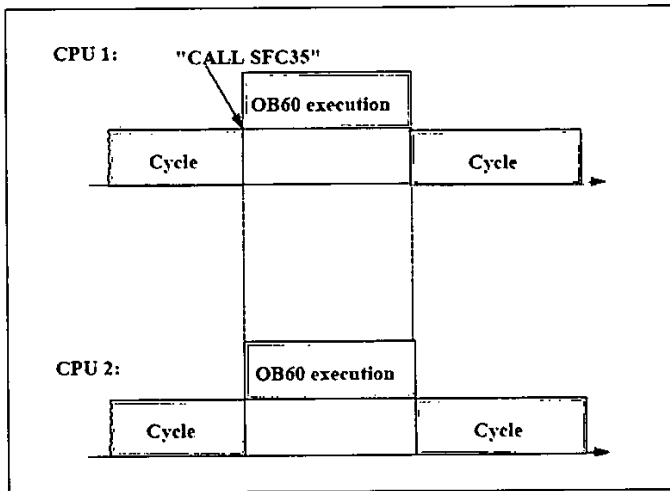 CPU 1:
"CALL SFC35"
OB60 execution
Cycle
Cycle
CPU 2:
OB60 execution
Cycle
Cycle